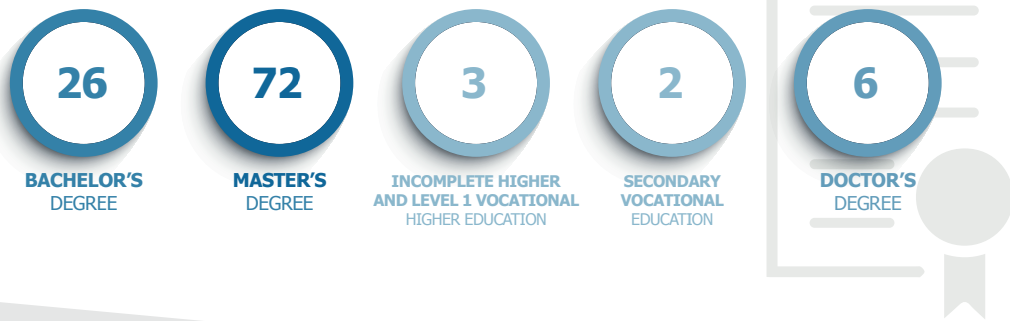 26
BACHELOR'S
DEGREE
72
MASTER'S
DEGREE
3
INCOMPLETE HIGHER
AND LEVEL 1 VOCATIONAL
HIGHER EDUCATION
2
SECONDARY
VOCATIONAL
EDUCATION
6
DOCTOR'S
DEGREE